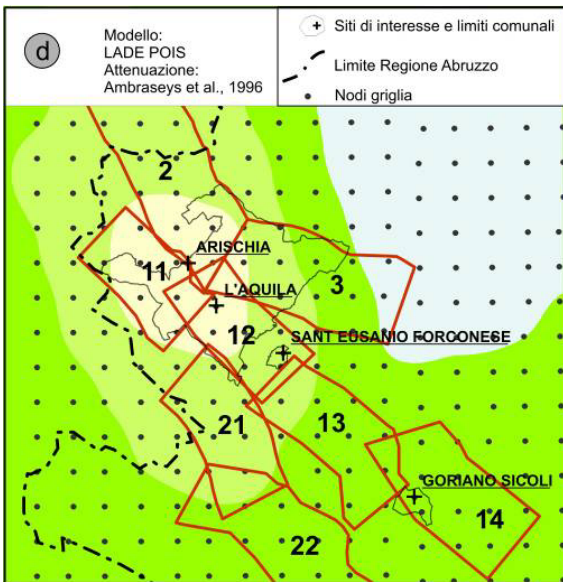 d
Modello:
LADE POIS
Attenuazione:
Ambraseys et al., 1996
Siti di interesse e limiti comunali
Limite Regione Abruzzo
Nodi griglia
2
ARISCHIA
11
3
L'AQUILA
12
SANT EUSANIO FORCONESE
21
13
GORIANO SICOLI
14
22